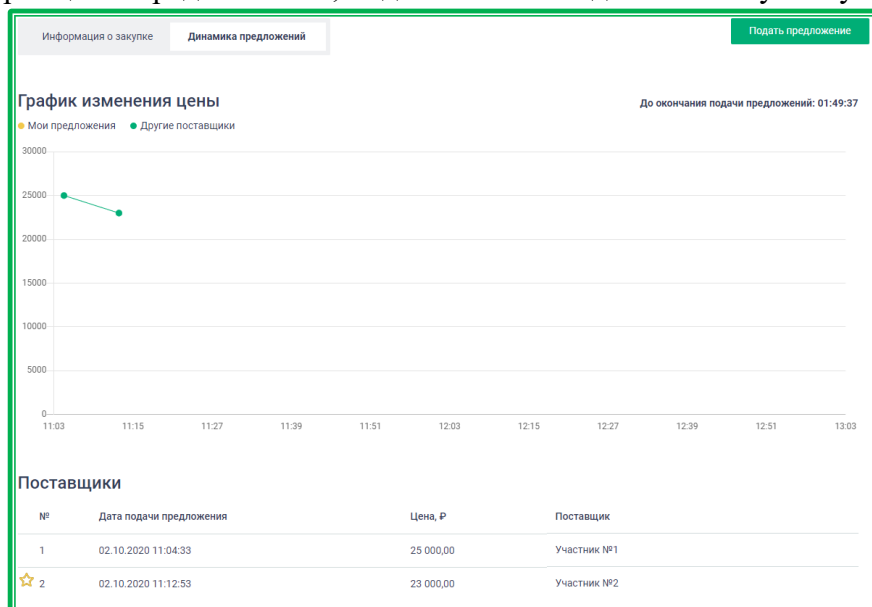 Информация о закупке Динамика предложений Подать предложение
График изменения цены До окончания подачи предложений: 01:49:37
Мои предложения Другие поставщики
30000
25000
20000
15000
10000
5000
0
11:03 11:15 11:27 11:39 11:51 12:03 12:15 12:27 12:39 12:51 13:03
Поставщики
№ Дата подачи предложения Цена, ₽ Поставщик
1 02.10.2020 11:04:33 25 000,00 Участник №1
2 02.10.2020 11:12:53 23 000,00 Участник №2